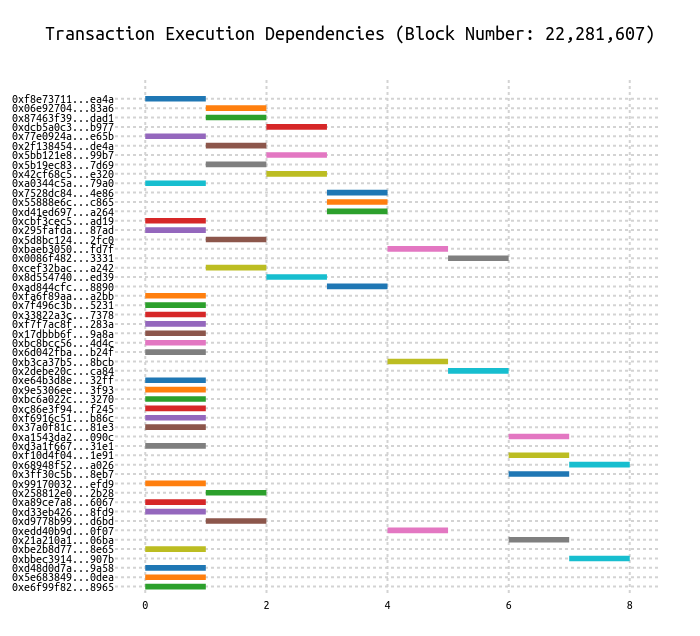 Transaction Execution Dependencies (Block Number: 22,281,607)
0xf8e73711...ea4a
0x06e92704...83a6
0x87463f39...dad1
0xdcb5a0c3...b977
0x77e0924a...e65b
0x2f138454...de4a
0x5bb121e8...99b7
0x5b19ec83...7d69
0x42cf68c5...e320
0xa0344c5a...79a0
0x7528dc84...4e86
0x55888e6c...c865
0xd41ed697...a264
0xcbf3cec5...ad19
0x295fafda...87ad
0x5d8bc124...2fc0
0xbaeb3050...fd7f
0x0086f482...3331
0xcef32bac...a242
0x8d554740...ed39
0xad844cfc...8890
0xfa6f89aa...a2bb
0x7f496c3b...5231
0x33822a3c...7378
0xf7f7ac8f...283a
0x17dbbb6f...9a8a
0xbc8bcc56...4d4c
0x6d042fba...b24f
0xb3ca37b5...8bcb
0x2debe20c...ca84
0xe64b3d8e...32ff
0x9e5306ee...3f93
0xbc6a022c...3270
0xc86e3f94...f245
0xf6916c51...b86c
0x37a0f81c...81e3
0xa1543da2...090c
0xd3a1f667...31e1
0xf10d4f04...1e91
0x68948f52...a026
0x3ff30c5b...8eb7
0x99170032...efd9
0x258812e0...2b28
0xa89ce7a8...6067
0xd33eb426...8fd9
0xd9778b99...d6bd
0xedd40b9d...0f07
0x21a210a1...06ba
0xbe2b8d77...8e65
0xbbec3914...907b
0xd48d0d7a...9a58
0x5e683849...0dea
0xe6f99f82...8965
0 2 4 6 8